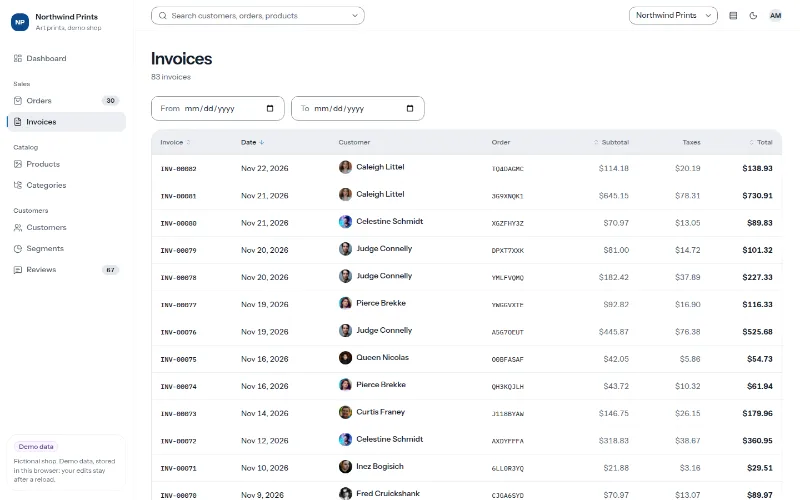 NP
Northwind Prints
Art prints, demo shop
Search customers, orders, products
Northwind Prints
AM
Dashboard
Sales
Orders 30
Invoices
Catalog
Products
Categories
Customers
Customers
Segments
Reviews 67
Demo data
Fictional shop. Demo data, stored
in this browser; your edits stay
after a reload.
Invoices
83 invoices
From mm/dd/yyyy To mm/dd/yyyy
Invoice Date Customer Order Subtotal Taxes Total
INV-00082 Nov 22, 2026 Caleigh Littel TQ4DAGMC $114.18 $20.19 $138.93
INV-00081 Nov 21, 2026 Caleigh Littel 3G9XNQK1 $645.15 $78.31 $730.91
INV-00080 Nov 21, 2026 Celestine Schmidt XGZFHY3Z $70.97 $13.05 $89.83
INV-00079 Nov 20, 2026 Judge Connelly DPXT7XXK $81.00 $14.72 $101.32
INV-00078 Nov 20, 2026 Judge Connelly YMLFVQMQ $182.42 $37.89 $227.33
INV-00077 Nov 19, 2026 Pierce Brekke YWGGVXTE $92.82 $16.90 $116.33
INV-00076 Nov 19, 2026 Judge Connelly A5G7OEUT $445.87 $76.38 $525.68
INV-00075 Nov 16, 2026 Queen Nicolas $42.05 $5.86 $54.73
INV-00074 Nov 16, 2026 Pierce Brekke QH3KQJLH $43.72 $10.32 $61.94
INV-00073 Nov 14, 2026 Curtis Franey $146.75 $26.15 $179.96
INV-00072 Nov 12, 2026 Celestine Schmidt $318.83 $38.67 $360.95
INV-00071 Nov 10, 2026 Inez Bogisich 6LLOR3YQ $21.88 $3.16 $29.51
INV-00070 Nov 9, 2026 Fred Cruickshank CJGA6SYD $70.97 $13.07 $89.97